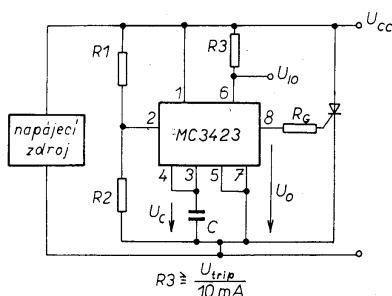 U_CC
R1
R3
U_IO
1
6
2
MC3423
8
R_G
napájecí
zdroj
4
3
5
7
R2
U_C
C
U_O
R3 ≅ U_trip / 10 mA